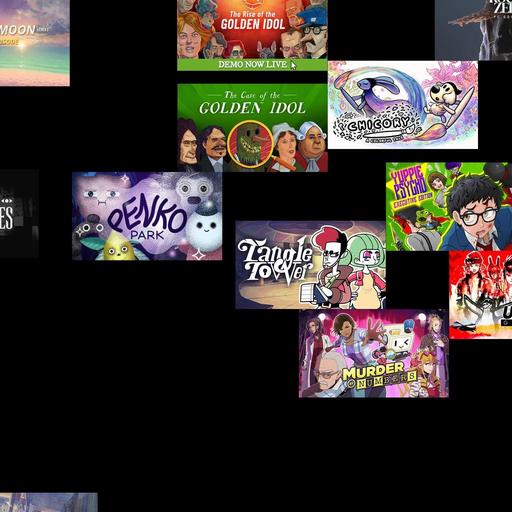 MOON
The Rise of the
GOLDEN IDOL
DEMO NOW LIVE
The Case of the
GOLDEN IDOL
CHICORY
A COLORFUL TALE
ES
PENKO
PARK
YUPPIE
PSYCHO
EXECUTIVE EDITION
Tangle
Tower
U
MURDER
BY NUMBERS